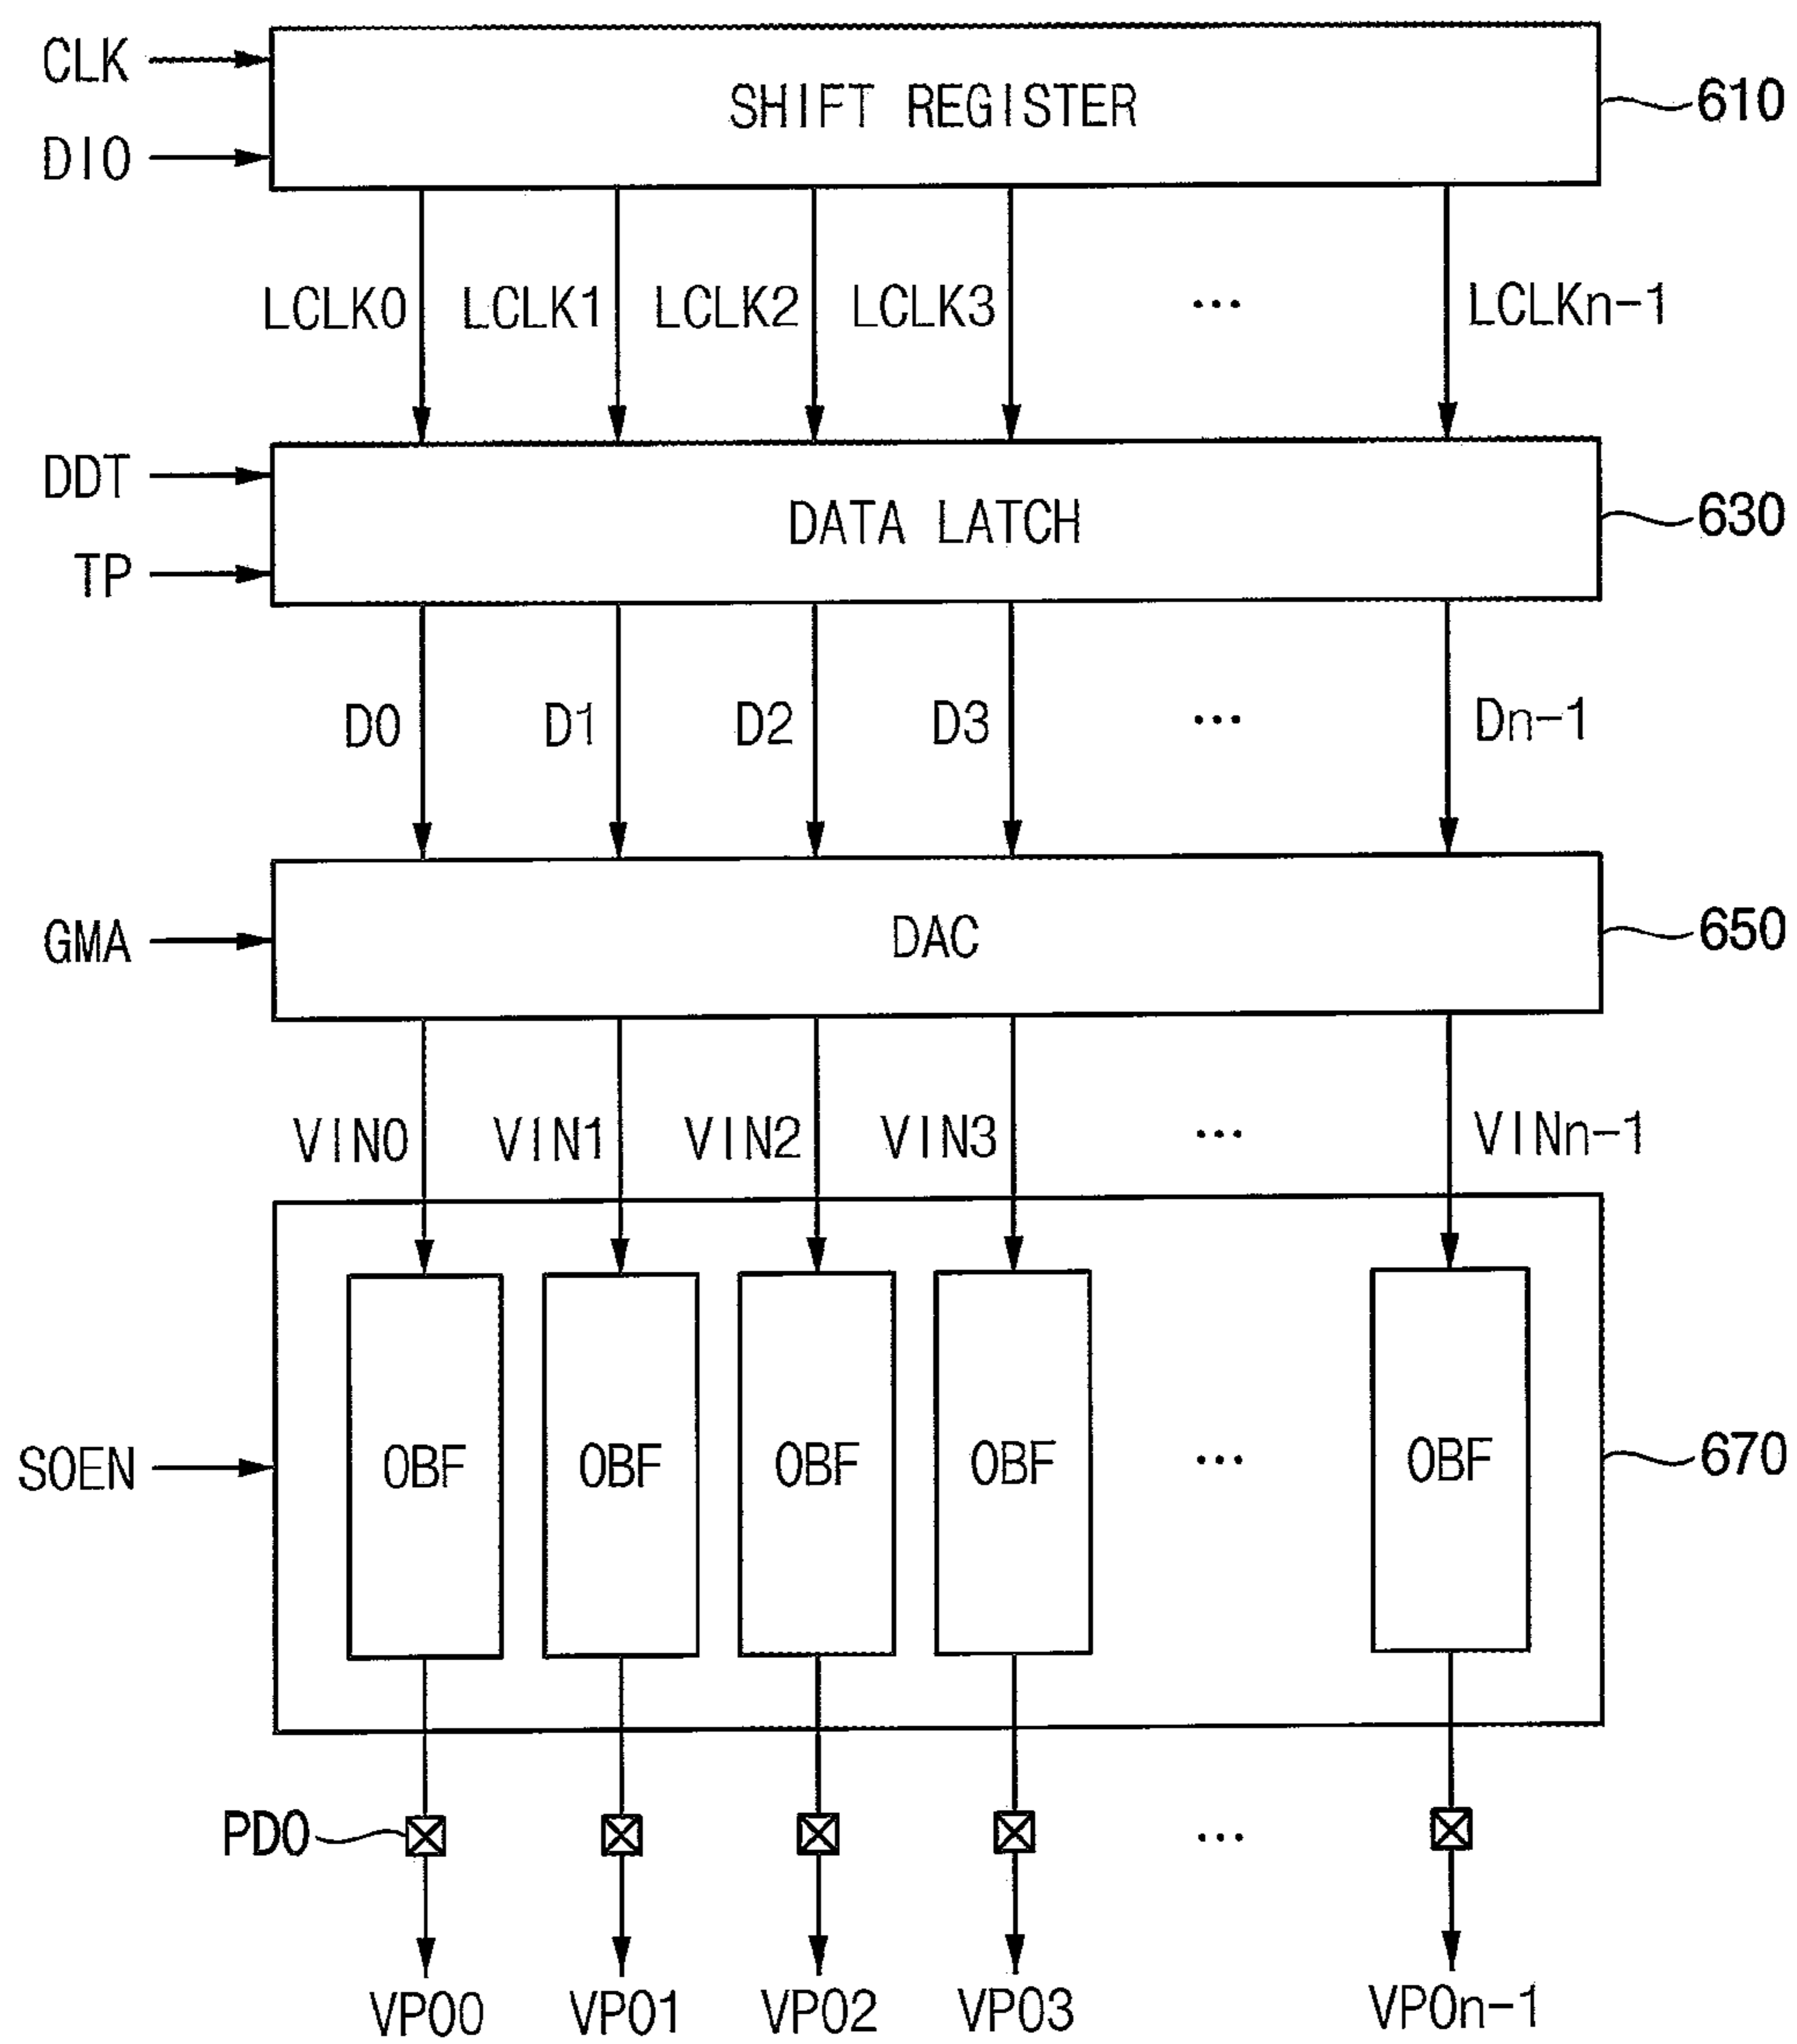 CLK
SHIFT REGISTER
610
DIO
LCLK0 LCLK1 LCLK2 LCLK3 ... LCLKn-1
DDT
DATA LATCH
630
TP
D0 D1 D2 D3 ... Dn-1
GMA
DAC
650
VIN0 VIN1 VIN2 VIN3 ... VINn-1
SOEN
OBF OBF OBF OBF ... OBF
670
PDO
...
VPO0 VPO1 VPO2 VPO3 VPOn-1